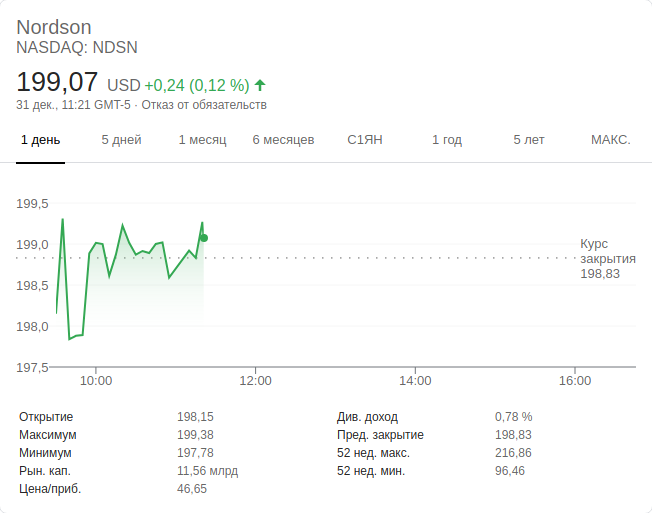 Nordson
NASDAQ: NDSN
199,07 USD +0,24 (0,12 %)
31 дек., 11:21 GMT-5 · Отказ от обязательств
1 день 5 дней 1 месяц 6 месяцев С1ЯН 1 год 5 лет МАКС.
199,5
199,0
198,5
198,0
197,5
Курс
закрытия
198,83
10:00 12:00 14:00 16:00
Открытие 198,15 Див. доход 0,78 %
Максимум 199,38 Пред. закрытие 198,83
Минимум 197,78 52 нед. макс. 216,86
Рын. кап. 11,56 млрд 52 нед. мин. 96,46
Цена/приб. 46,65